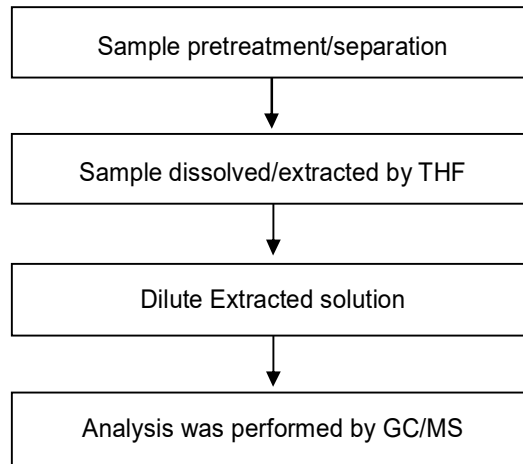 Sample pretreatment/separation
Sample dissolved/extracted by THF
Dilute Extracted solution
Analysis was performed by GC/MS